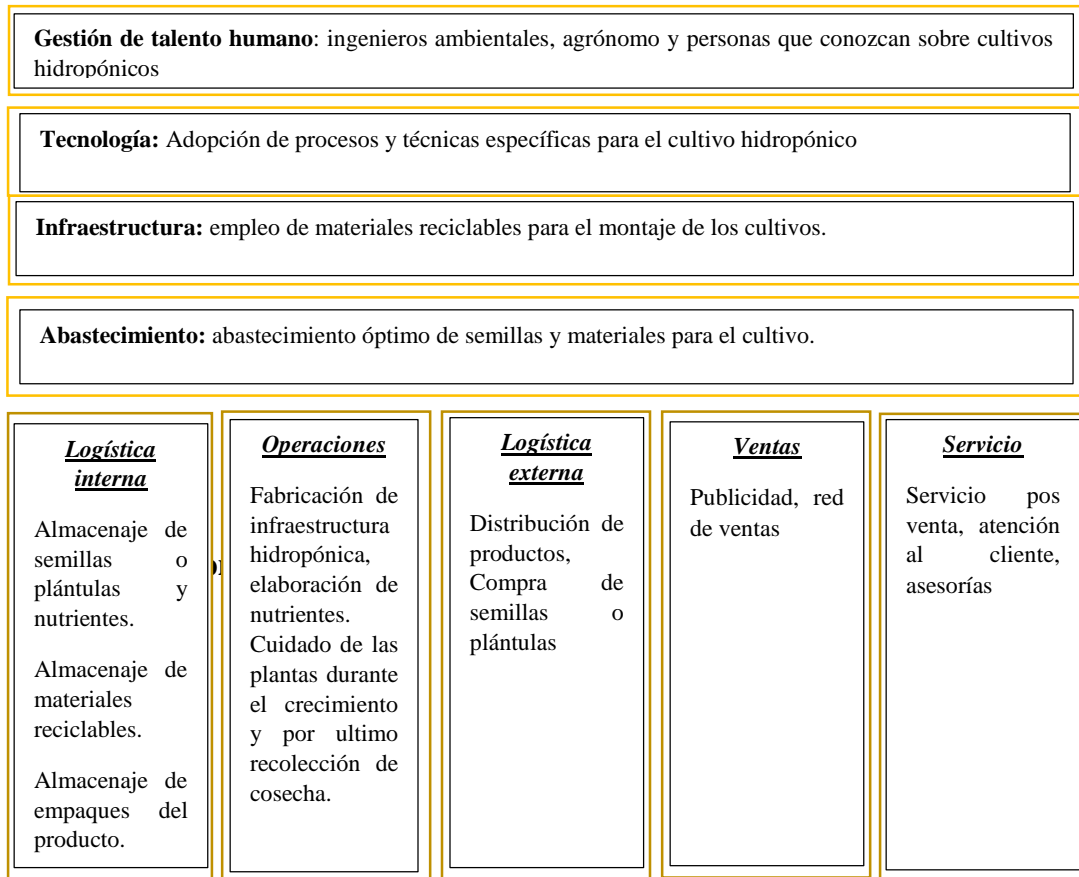 Gestión de talento humano: ingenieros ambientales, agrónomo y personas que conozcan sobre cultivos
hidropónicos
Tecnología: Adopción de procesos y técnicas específicas para el cultivo hidropónico
Infraestructura: empleo de materiales reciclables para el montaje de los cultivos.
Abastecimiento: abastecimiento óptimo de semillas y materiales para el cultivo.
Logística
interna
Almacenaje de
semillas o
plántulas y
nutrientes.
Almacenaje de
materiales
reciclables.
Almacenaje de
empaques del
producto.
Operaciones
Fabricación de
infraestructura
hidropónica,
elaboración de
nutrientes.
Cuidado de las
plantas durante
el crecimiento
y por ultimo
recolección de
cosecha.
Logística
externa
Distribución de
productos,
Compra de
semillas o
plántulas
Ventas
Publicidad, red
de ventas
Servicio
Servicio pos
venta, atención
al cliente,
asesorías